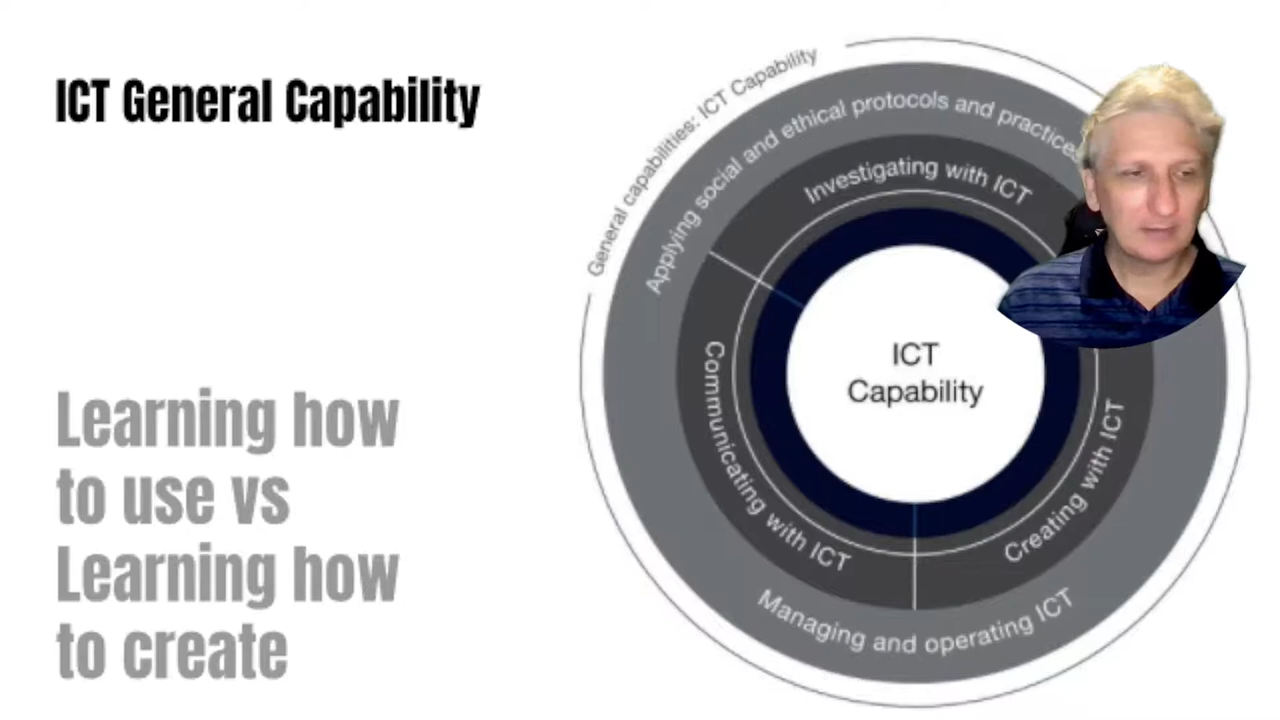 ICT General Capability
Learning how
to use vs
Learning how
to create
General capabilities: ICT Capability
Applying social and ethical protocols and practices
Investigating with ICT
Communicating with ICT
Creating with ICT
Managing and operating ICT
ICT
Capability